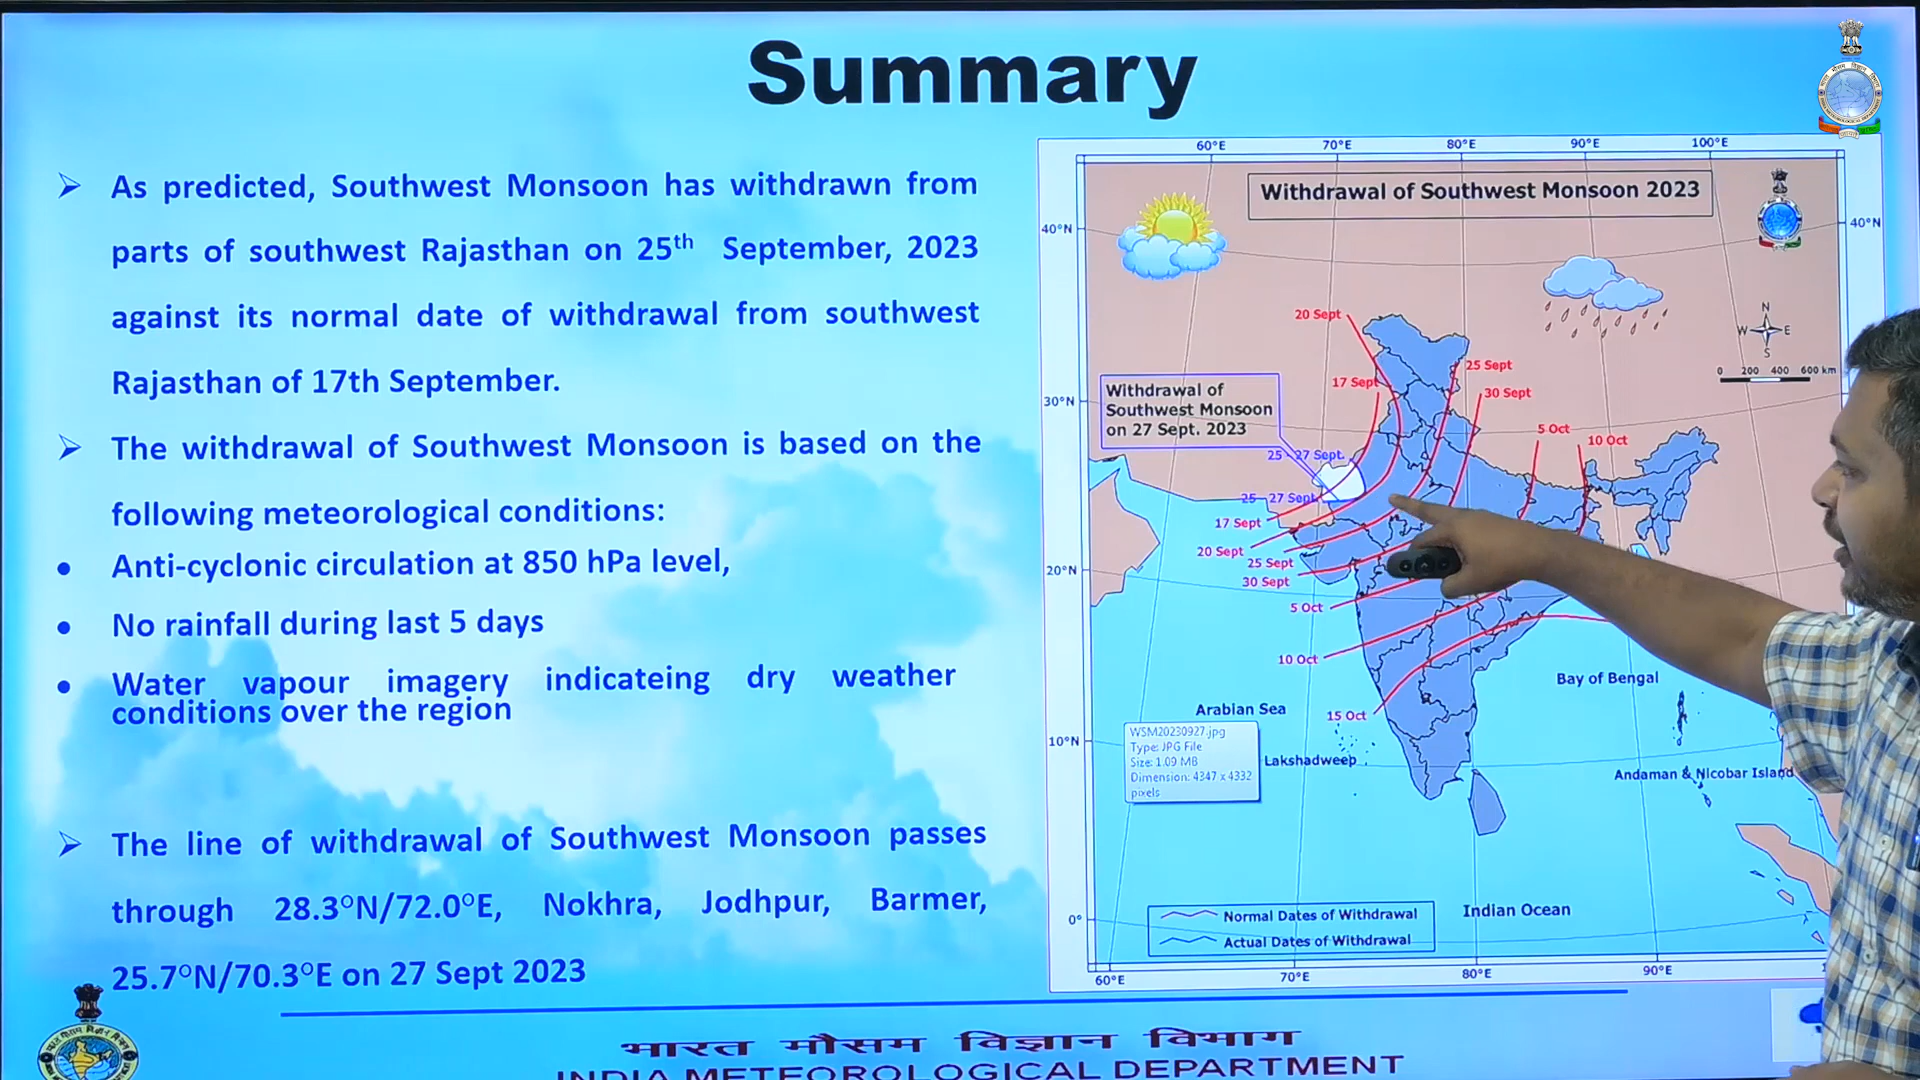 Summary
➢ As predicted, Southwest Monsoon has withdrawn from
parts of southwest Rajasthan on 25th September, 2023
against its normal date of withdrawal from southwest
Rajasthan of 17th September.
➢ The withdrawal of Southwest Monsoon is based on the
following meteorological conditions:
• Anti-cyclonic circulation at 850 hPa level,
• No rainfall during last 5 days
• Water vapour imagery indicateing dry weather
conditions over the region
➢ The line of withdrawal of Southwest Monsoon passes
through 28.3°N/72.0°E, Nokhra, Jodhpur, Barmer,
25.7°N/70.3°E on 27 Sept 2023
60°E 70°E 80°E 90°E 100°E
Withdrawal of Southwest Monsoon 2023
40°N 40°N
N
W E
S
0 200 400 600 km
20 Sept
25 Sept
17 Sept
30 Sept
30°N
Withdrawal of
Southwest Monsoon
on 27 Sept. 2023
5 Oct
10 Oct
25 27 Sept.
25 27 Sept
17 Sept
20 Sept
25 Sept
20°N
30 Sept
5 Oct
10 Oct
Bay of Bengal
Arabian Sea
15 Oct
10°N
WSM20230927.jpg
Type: JPG File
Size: 1.09 MB
Dimension: 4347 x 4332
pixels
Lakshadweep
Andaman & Nicobar Island
0°
Normal Dates of Withdrawal
Actual Dates of Withdrawal
Indian Ocean
60°E 70°E 80°E 90°E
भारत मौसम विज्ञान विभाग
INDIA METEOROLOGICAL DEPARTMENT